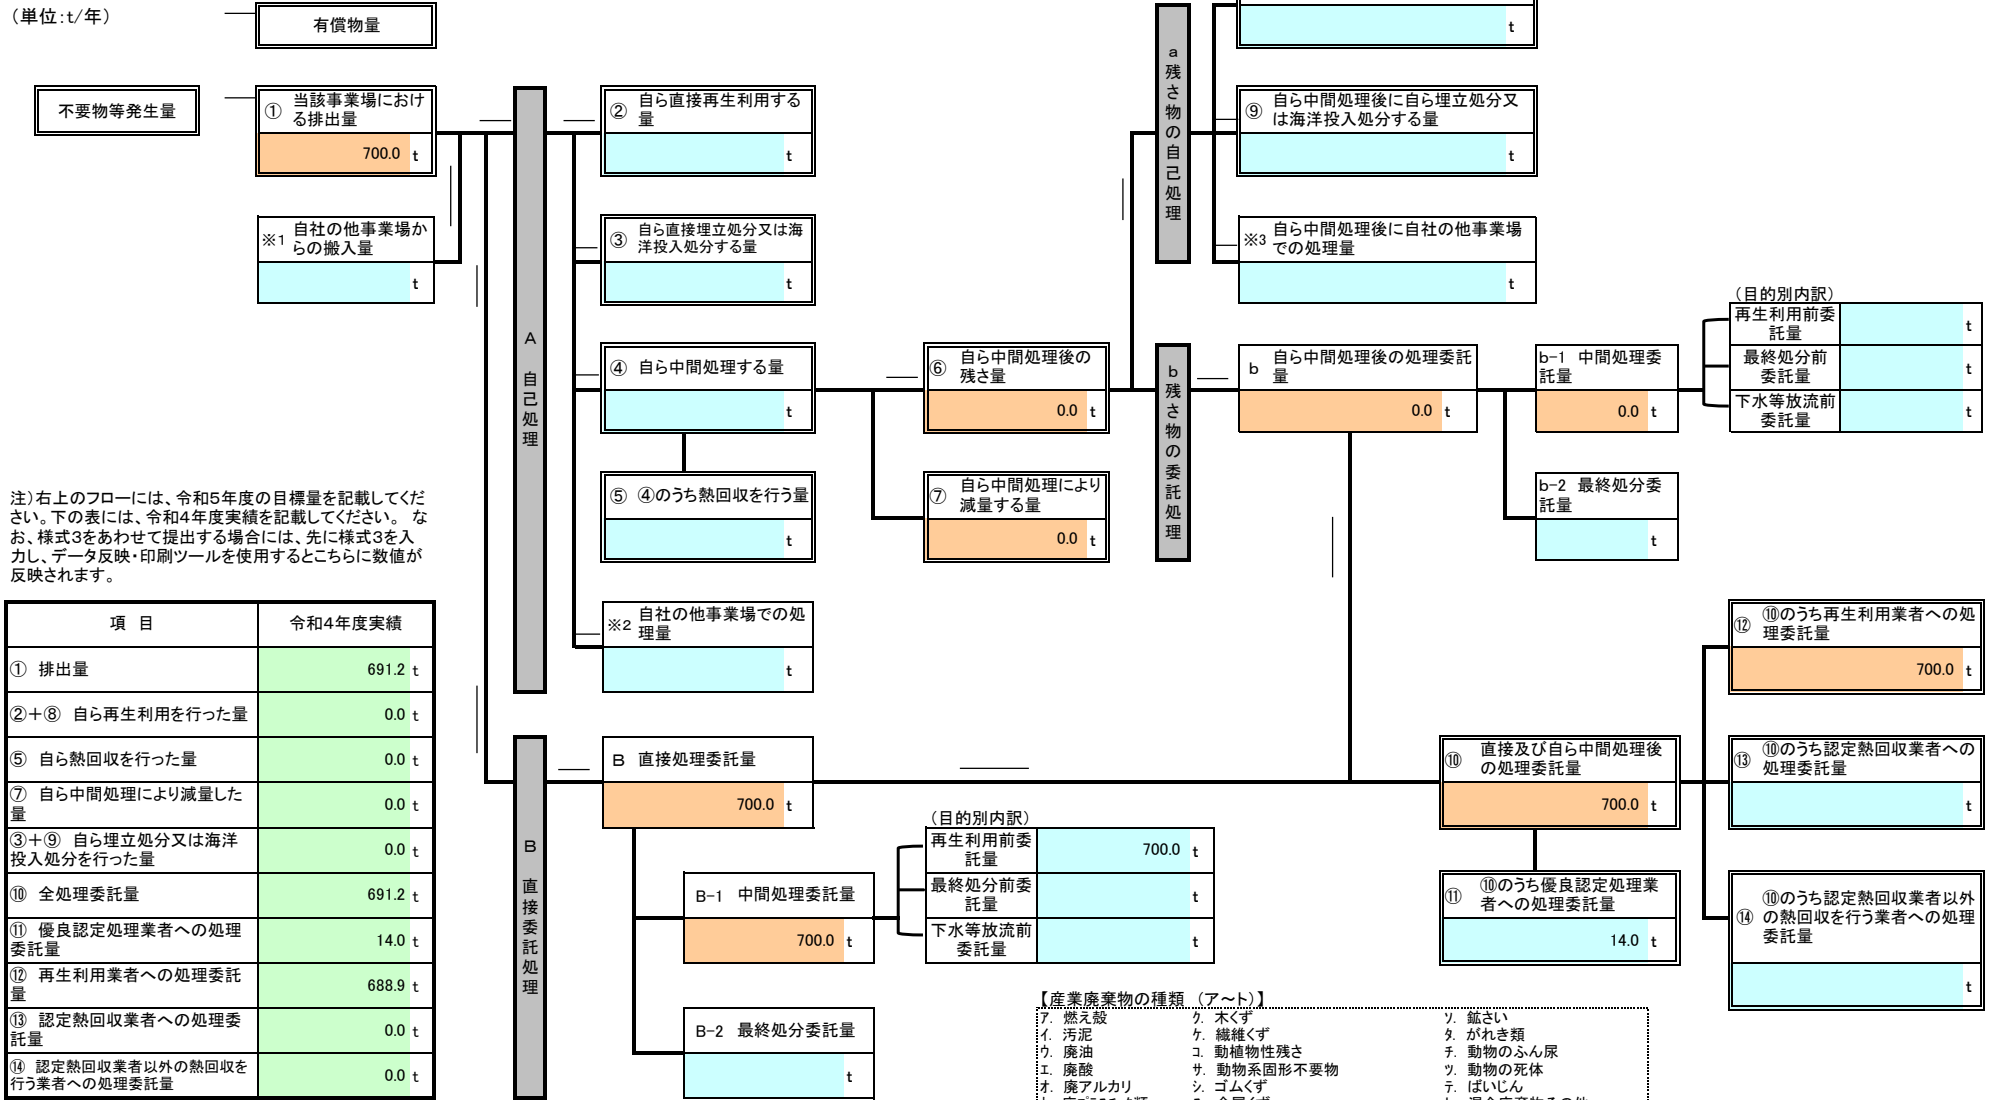 （単位:t/年）
有償物量
不要物等発生量
① 当該事業場におけ
る排出量
700.0 t
※1 自社の他事業場か
らの搬入量
t
A 自己処理
② 自ら直接再生利用する
量
t
③ 自ら直接埋立処分又は海
洋投入処分する量
t
④ 自ら中間処理する量
t
⑤ ④のうち熱回収を行う量
t
※2 自社の他事業場での処
理量
t
⑥ 自ら中間処理後の
残さ量
0.0 t
⑦ 自ら中間処理により
減量する量
0.0 t
a 残さ物の自己処理
t
⑨ 自ら中間処理後に自ら埋立処分又
は海洋投入処分する量
t
※3 自ら中間処理後に自社の他事業場
での処理量
t
b 残さ物の委託処理
b 自ら中間処理後の処理委託
量
0.0 t
b-1 中間処理委
託量
0.0 t
b-2 最終処分委
託量
t
（目的別内訳）
再生利用前委
託量
t
最終処分前
委託量
t
下水等放流前
委託量
t
注）右上のフローには、令和5年度の目標量を記載してくだ
さい。下の表には、令和4年度実績を記載してください。 な
お、様式3をあわせて提出する場合には、先に様式3を入
力し、データ反映・印刷ツールを使用するとこちらに数値が
反映されます。
項 目 令和4年度実績
① 排出量 691.2 t
②＋⑧ 自ら再生利用を行った量 0.0 t
⑤ 自ら熱回収を行った量 0.0 t
⑦ 自ら中間処理により減量した
量 0.0 t
③＋⑨ 自ら埋立処分又は海洋
投入処分を行った量 0.0 t
⑩ 全処理委託量 691.2 t
⑪ 優良認定処理業者への処理
委託量 14.0 t
⑫ 再生利用業者への処理委託
量 688.9 t
⑬ 認定熱回収業者への処理委
託量 0.0 t
⑭ 認定熱回収業者以外の熱回収を
行う業者への処理委託量 0.0 t
B 直接委託処理
B 直接処理委託量
700.0 t
B-1 中間処理委託量
700.0 t
B-2 最終処分委託量
t
（目的別内訳）
再生利用前委
託量
700.0 t
最終処分前委
託量
t
下水等放流前
委託量
t
⑩ 直接及び自ら中間処理後
の処理委託量
700.0 t
⑪ ⑩のうち優良認定処理業
者への処理委託量
14.0 t
⑫ ⑩のうち再生利用業者への処
理委託量
700.0 t
⑬ ⑩のうち認定熱回収業者への
処理委託量
t
⑭ ⑩のうち認定熱回収業者以外
の熱回収を行う業者への処理
委託量
t
【産業廃棄物の種類 （ア～ト）】
ア. 燃え殻 ク. 木くず ソ. 鉱さい
イ. 汚泥 ケ. 繊維くず タ. がれき類
ウ. 廃油 コ. 動植物性残さ チ. 動物のふん尿
エ. 廃酸 サ. 動物系固形不要物 ツ. 動物の死体
オ. 廃アルカリ シ. ゴムくず テ. ばいじん